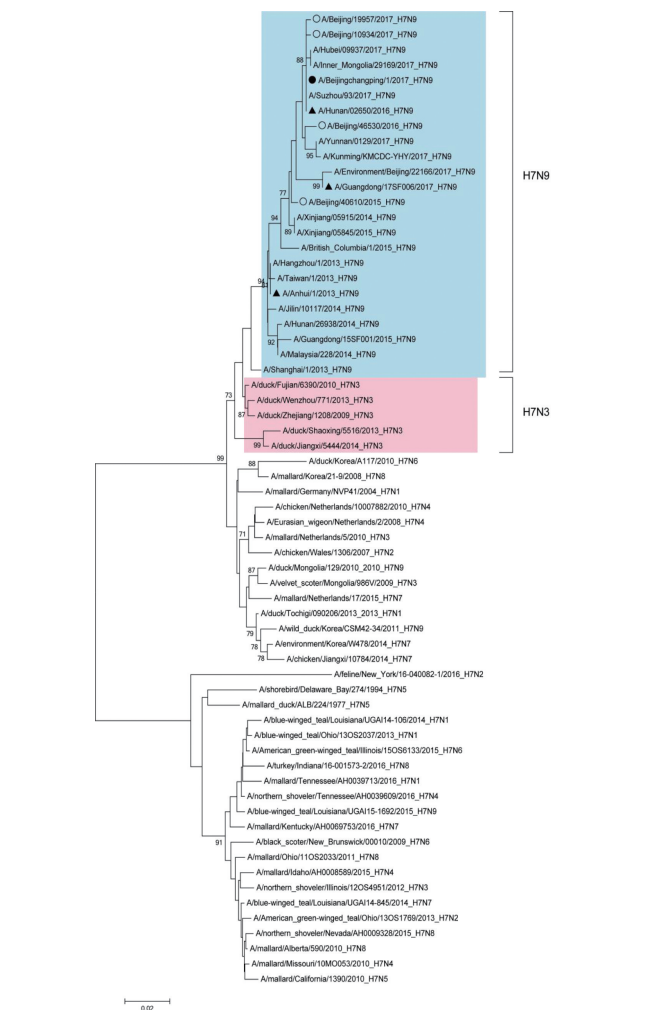 A/Beijing/19957/2017_H7N9
A/Beijing/10934/2017_H7N9
A/Hubei/09937/2017_H7N9
88
A/Inner_Mongolia/29169/2017_H7N9
A/Beijingchangping/1/2017_H7N9
A/Suzhou/93/2017_H7N9
A/Hunan/02650/2016_H7N9
A/Beijing/46530/2016_H7N9
A/Yunnan/0129/2017_H7N9
95
A/Kunming/KMCDC-YHY/2017_H7N9
A/Environment/Beijing/22166/2017_H7N9
H7N9
99
A/Guangdong/17SF006/2017_H7N9
77
A/Beijing/40610/2015_H7N9
94
A/Xinjiang/05915/2014_H7N9
89
A/Xinjiang/05845/2015_H7N9
A/British_Columbia/1/2015_H7N9
A/Hangzhou/1/2013_H7N9
94
A/Taiwan/1/2013_H7N9
A/Anhui/1/2013_H7N9
A/Jilin/10117/2014_H7N9
A/Hunan/26938/2014_H7N9
92
A/Guangdong/15SF001/2015_H7N9
A/Malaysia/228/2014_H7N9
A/Shanghai/1/2013_H7N9
A/duck/Fujian/6390/2010_H7N3
73
A/duck/Wenzhou/771/2013_H7N3
87
A/duck/Zhejiang/1208/2009_H7N3
H7N3
A/duck/Shaoxing/5516/2013_H7N3
99
A/duck/Jiangxi/5444/2014_H7N3
99
A/duck/Korea/A117/2010_H7N6
88
A/mallard/Korea/21-9/2008_H7N8
A/mallard/Germany/NVP41/2004_H7N1
A/chicken/Netherlands/10007882/2010_H7N4
A/Eurasian_wigeon/Netherlands/2/2008_H7N4
71
A/mallard/Netherlands/5/2010_H7N3
A/chicken/Wales/1306/2007_H7N2
A/duck/Mongolia/129/2010_2010_H7N9
87
A/velvet_scoter/Mongolia/986V/2009_H7N3
A/mallard/Netherlands/17/2015_H7N7
A/duck/Tochigi/090206/2013_2013_H7N1
79
A/wild_duck/Korea/CSM42-34/2011_H7N9
78
A/environment/Korea/W478/2014_H7N7
78
A/chicken/Jiangxi/10784/2014_H7N7
A/feline/New_York/16-040082-1/2016_H7N2
A/shorebird/Delaware_Bay/274/1994_H7N5
A/mallard_duck/ALB/224/1977_H7N5
A/blue-winged_teal/Louisiana/UGAI14-106/2014_H7N1
A/blue-winged_teal/Ohio/13OS2037/2013_H7N1
A/American_green-winged_teal/Illinois/15OS6133/2015_H7N6
A/turkey/Indiana/16-001573-2/2016_H7N8
A/mallard/Tennessee/AH0039713/2016_H7N1
A/northern_shoveler/Tennessee/AH0039609/2016_H7N4
A/blue-winged_teal/Louisiana/UGAI15-1692/2015_H7N9
A/mallard/Kentucky/AH0069753/2016_H7N7
91
A/black_scoter/New_Brunswick/00010/2009_H7N6
A/mallard/Ohio/11OS2033/2011_H7N8
A/mallard/Idaho/AH0008589/2015_H7N4
A/northern_shoveler/Illinois/12OS4951/2012_H7N3
A/blue-winged_teal/Louisiana/UGAI14-845/2014_H7N7
A/American_green-winged_teal/Ohio/13OS1769/2013_H7N2
A/northern_shoveler/Nevada/AH0009328/2015_H7N8
A/mallard/Alberta/590/2010_H7N8
A/mallard/Missouri/10MO053/2010_H7N4
A/mallard/California/1390/2010_H7N5
0.02